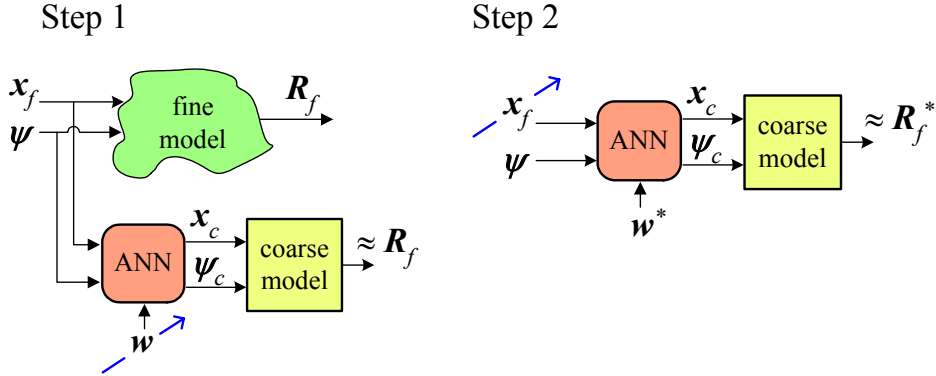 Step 1
x_f
ψ
fine
model
R_f
ANN
x_c
ψ_c
coarse
model
≈ R_f
w
Step 2
x_f
ψ
ANN
x_c
ψ_c
coarse
model
≈ R_f^*
w^*